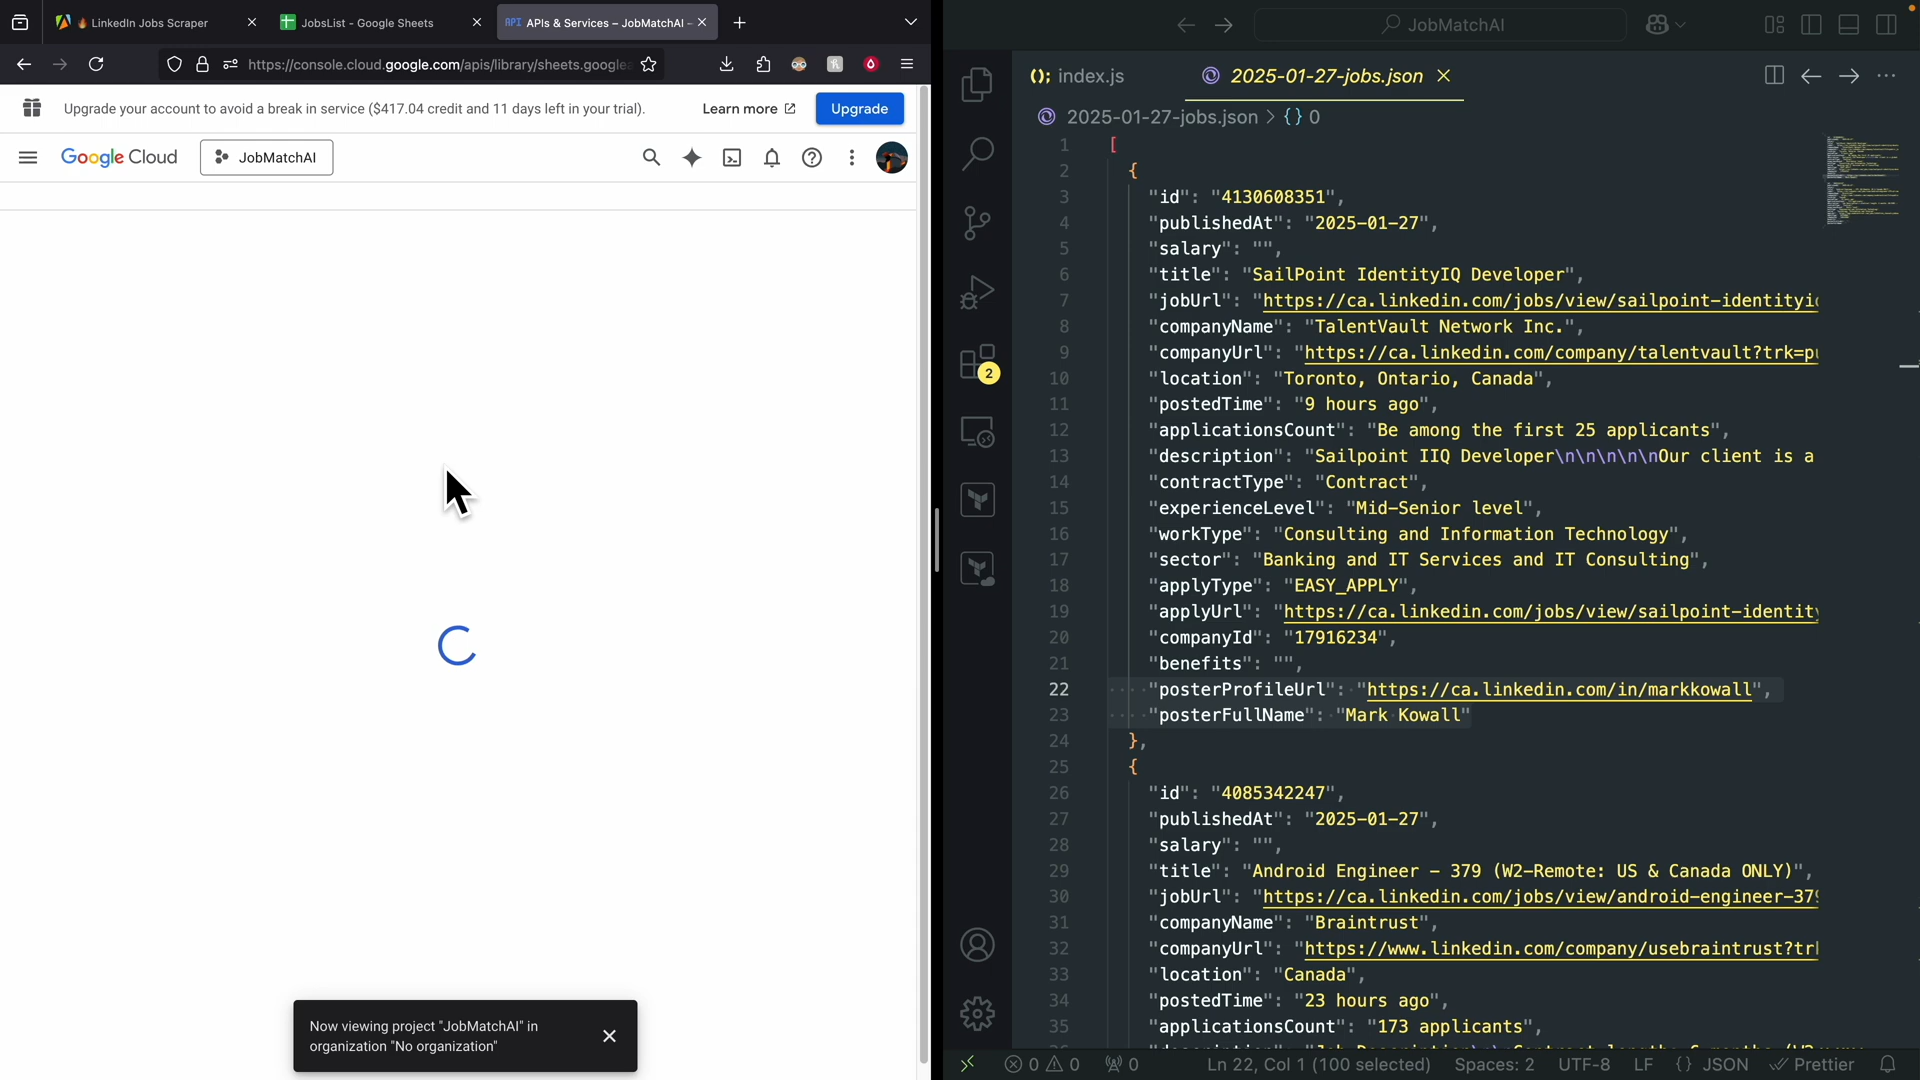 LinkedIn Jobs Scraper
JobsList - Google Sheets
API APIs & Services – JobMatchAI –
https://console.cloud.google.com/apis/library/sheets.googlea
Upgrade your account to avoid a break in service ($417.04 credit and 11 days left in your trial).
Learn more
Upgrade
Google Cloud
JobMatchAI
Now viewing project "JobMatchAI" in
organization "No organization"
JobMatchAI
index.js
2025-01-27-jobs.json
2025-01-27-jobs.json > {} 0
2
1 [
2 {
3 "id": "4130608351",
4 "publishedAt": "2025-01-27",
5 "salary": "",
6 "title": "SailPoint IdentityIQ Developer",
7 "jobUrl": "https://ca.linkedin.com/jobs/view/sailpoint-identityi
8 "companyName": "TalentVault Network Inc.",
9 "companyUrl": "https://ca.linkedin.com/company/talentvault?trk=pu
10 "location": "Toronto, Ontario, Canada",
11 "postedTime": "9 hours ago",
12 "applicationsCount": "Be among the first 25 applicants",
13 "description": "Sailpoint IIQ Developer\n\n\n\n\nOur client is a
14 "contractType": "Contract",
15 "experienceLevel": "Mid-Senior level",
16 "workType": "Consulting and Information Technology",
17 "sector": "Banking and IT Services and IT Consulting",
18 "applyType": "EASY_APPLY",
19 "applyUrl": "https://ca.linkedin.com/jobs/view/sailpoint-identity
20 "companyId": "17916234",
21 "benefits": "",
22 "posterProfileUrl": "https://ca.linkedin.com/in/markkowall",
23 "posterFullName": "Mark Kowall"
24 },
25 {
26 "id": "4085342247",
27 "publishedAt": "2025-01-27",
28 "salary": "",
29 "title": "Android Engineer - 379 (W2-Remote: US & Canada ONLY)",
30 "jobUrl": "https://ca.linkedin.com/jobs/view/android-engineer-379
31 "companyName": "Braintrust",
32 "companyUrl": "https://www.linkedin.com/company/usebraintrust?tr
33 "location": "Canada",
34 "postedTime": "23 hours ago",
35 "applicationsCount": "173 applicants",
0 0 0 Ln 22, Col 1 (100 selected) Spaces: 2 UTF-8 LF {} JSON Prettier